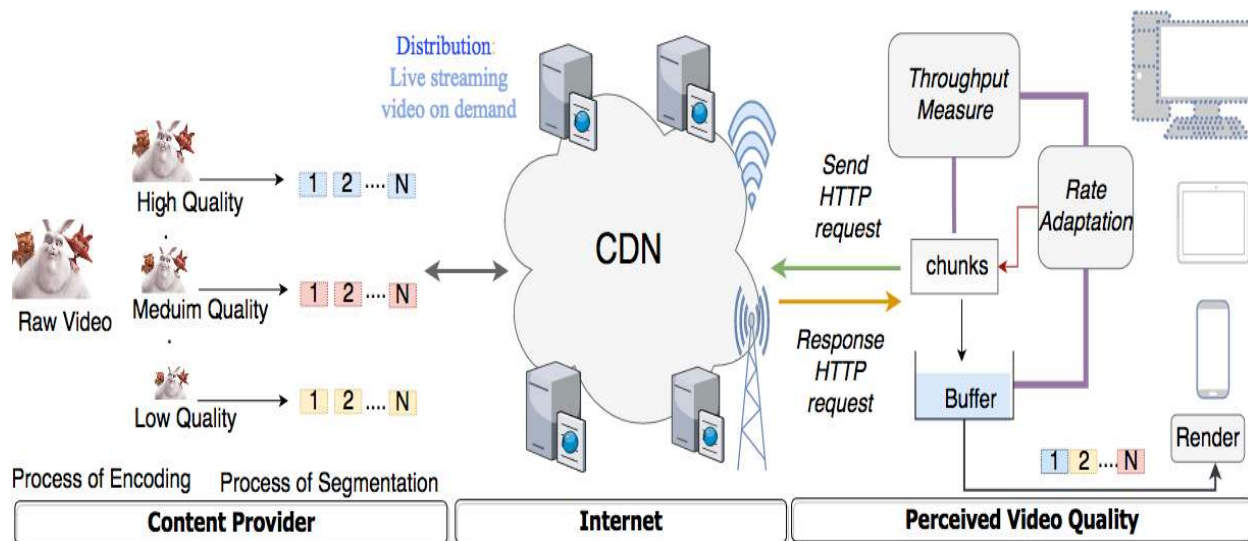 Distribution:
Live streaming
video on demand
Raw Video
High Quality
1 2 .... N
Meduim Quality
1 2 .... N
Low Quality
1 2 .... N
Process of Encoding
Process of Segmentation
Content Provider
CDN
Internet
Send
HTTP
request
Response
HTTP
request
Throughput
Measure
Rate
Adaptation
chunks
Buffer
1 2 .... N
Render
Perceived Video Quality